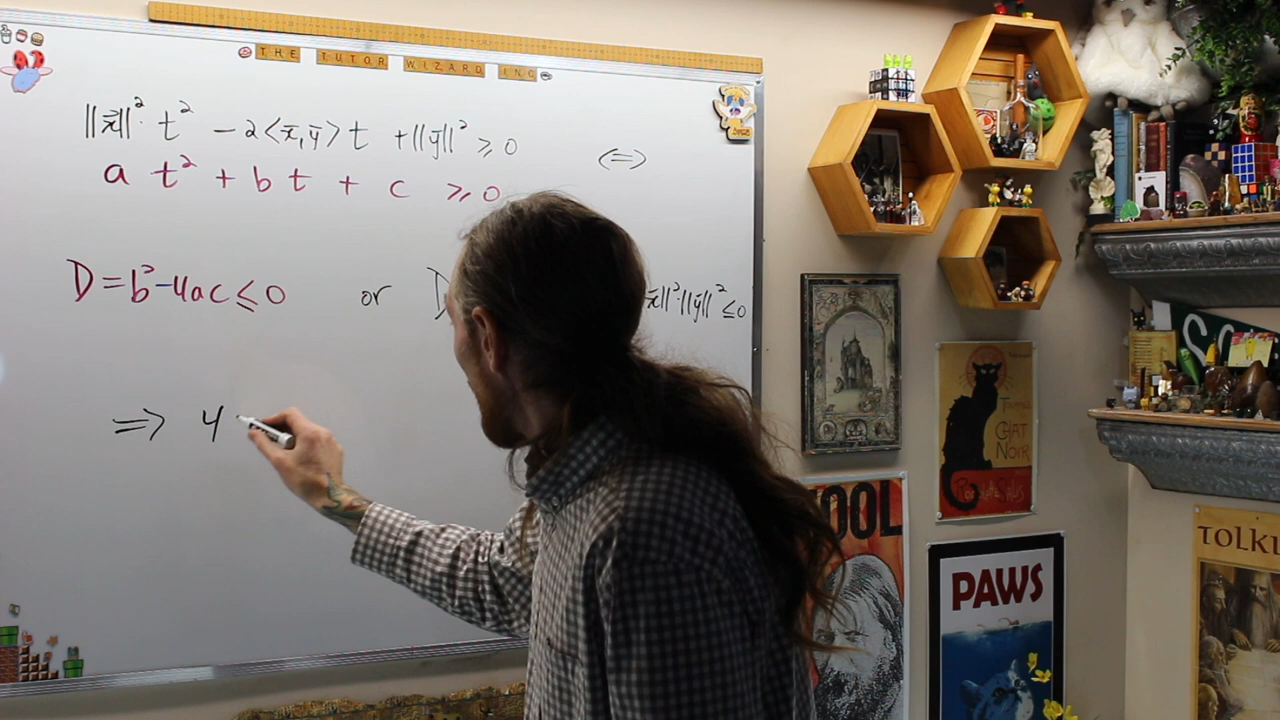 THE TUTOR WIZARD INC
||x⃗||²· t² - 2<x̄,ȳ>t + ||ȳ||² ≥ 0 <=>
a t² + b t + c ≥ 0
D = b² - 4ac ≤ 0 or D x̄||²·||ȳ||² ≤ 0
=> 4
CHAT
NOIR
OOL
PAWS
TOLKI